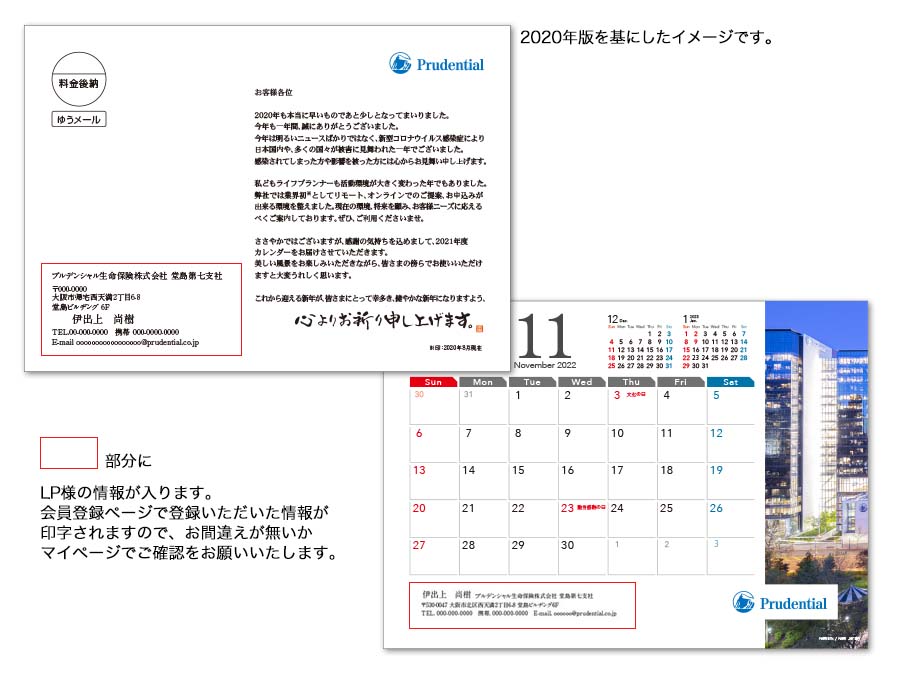 2020年版を基にしたイメージです。
料金後納
ゆうメール
Prudential
お客様各位
2020年も本当に早いものであと少しとなってまいりました。
今年も一年間、誠にありがとうございました。
今年は明るいニュースばかりではなく、新型コロナウイルス感染症により
日本国内や、多くの国々が被害に見舞われた一年でございました。
感染されてしまった方や影響を被った方には心からお見舞い申し上げます。
私どもライフプランナーも活動環境が大きく変わった年でもありました。
弊社では業界初※としてリモート、オンラインでのご提案、お申込みが
出来る環境を整えました。現在の環境、将来を顧み、お客様ニーズに応える
べくご案内しております。ぜひ、ご利用くださいませ。
ささやかではございますが、感謝の気持ちを込めまして、2021年度
カレンダーをお届けさせていただきます。
美しい風景をお楽しみいただきながら、皆さまの傍らでお使いいただけ
ますと大変うれしく思います。
これから迎える新年が、皆さまにとって幸多き、健やかな新年になりますよう、
心よりお祈り申し上げます。
※印：2020年8月現在
プルデンシャル生命保険株式会社 堂島第七支社
〒000-0000
大阪市帰宅西天満2丁目6-8
堂島ビルヂング 6F
伊出上 尚樹
TEL.00-000-0000 携帯 000-0000-0000
E-mail ooooooooooooooooo@prudential.co.jp
部分に
LP様の情報が入ります。
会員登録ページで登録いただいた情報が
印字されますので、お間違えが無いか
マイページでご確認をお願いいたします。
11
November 2022
12 Dec.
Sun Mon Tue Wed Thu Fri Sat
1 2 3
4 5 6 7 8 9 10
11 12 13 14 15 16 17
18 19 20 21 22 23 24
25 26 27 28 29 30 31
1 2023 Jan.
Sun Mon Tue Wed Thu Fri Sat
1 2 3 4 5 6 7
8 9 10 11 12 13 14
15 16 17 18 19 20 21
22 23 24 25 26 27 28
29 30 31
Sun Mon Tue Wed Thu Fri Sat
30 31 1 2 3 文化の日 4 5
6 7 8 9 10 11 12
13 14 15 16 17 18 19
20 21 22 23 勤労感謝の日 24 25 26
27 28 29 30 1 2 3
伊出上 尚樹 プルデンシャル生命保険株式会社 堂島第七支社
〒530-0047 大阪市北区西天満2丁目6-8 堂島ビルヂング6F
TEL. 000-000-0000 携帯. 000-000-0000 E-mail. ooooooo@prudential.co.jp
Prudential